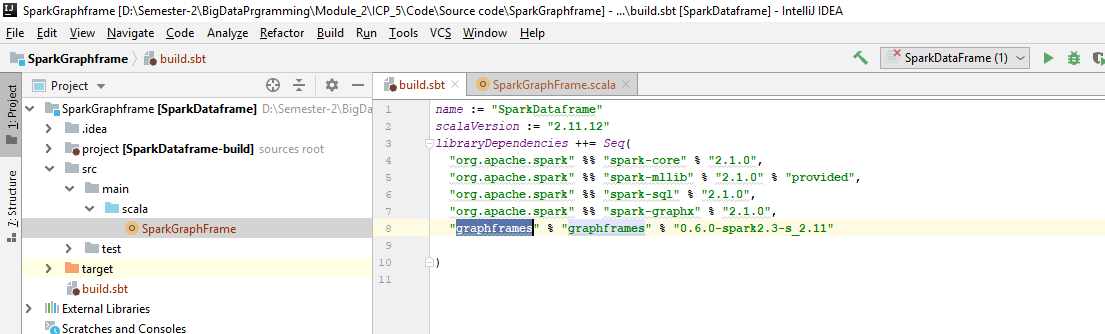 SparkGraphframe [D:\Semester-2\BigDataPrgramming\Module_2\ICP_5\Code\Source code\SparkGraphframe] - ...\build.sbt [SparkDataframe] - IntelliJ IDEA
File Edit View Navigate Code Analyze Refactor Build Run Tools VCS Window Help
SparkGraphframe build.sbt SparkDataFrame (1)
1: Project
7: Structure
Project
SparkGraphframe [SparkDataframe] D:\Semester-2\BigDa
.idea
project [SparkDataframe-build] sources root
src
main
scala
SparkGraphFrame
test
target
build.sbt
External Libraries
Scratches and Consoles
build.sbt SparkGraphFrame.scala
1 name := "SparkDataframe"
2 scalaVersion := "2.11.12"
3 libraryDependencies ++= Seq(
4 "org.apache.spark" %% "spark-core" % "2.1.0",
5 "org.apache.spark" %% "spark-mllib" % "2.1.0" % "provided",
6 "org.apache.spark" %% "spark-sql" % "2.1.0",
7 "org.apache.spark" %% "spark-graphx" % "2.1.0",
8 "graphframes" % "graphframes" % "0.6.0-spark2.3-s_2.11"
9
10 )
11